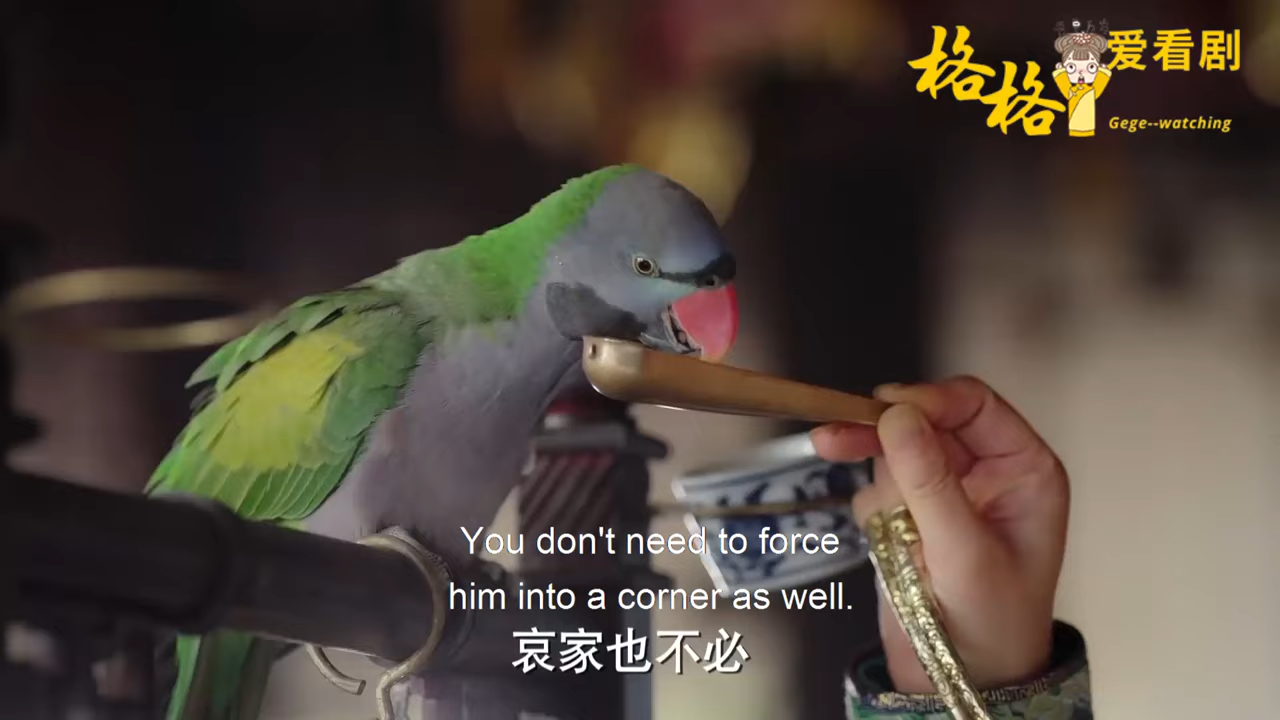 格格
爱看剧
Gege--watching
You don't need to force
him into a corner as well.
哀家也不必